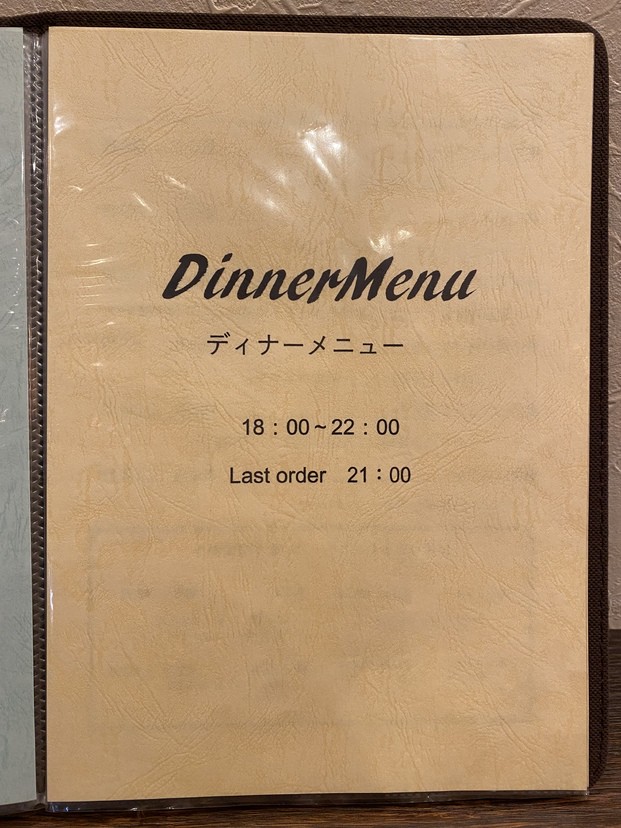 DinnerMenu
ディナーメニュー
18：00～22：00
Last order　21：00